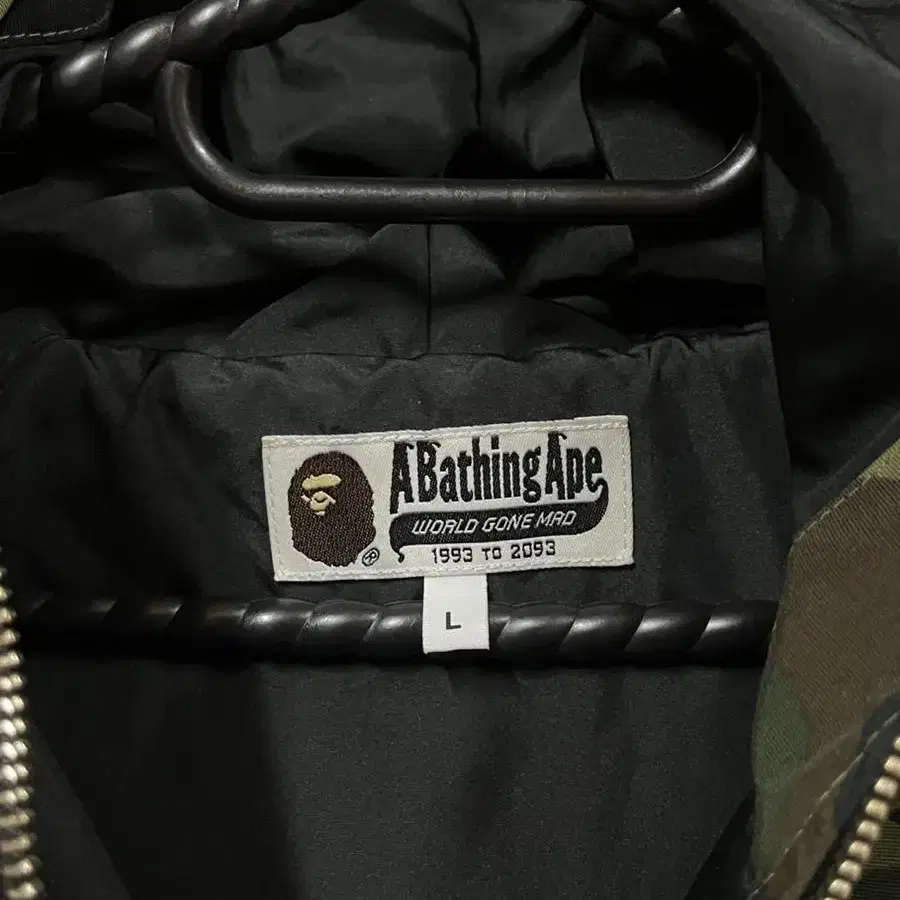 A Bathing Ape
WORLD GONE MAD
1993 TO 2093
®
L